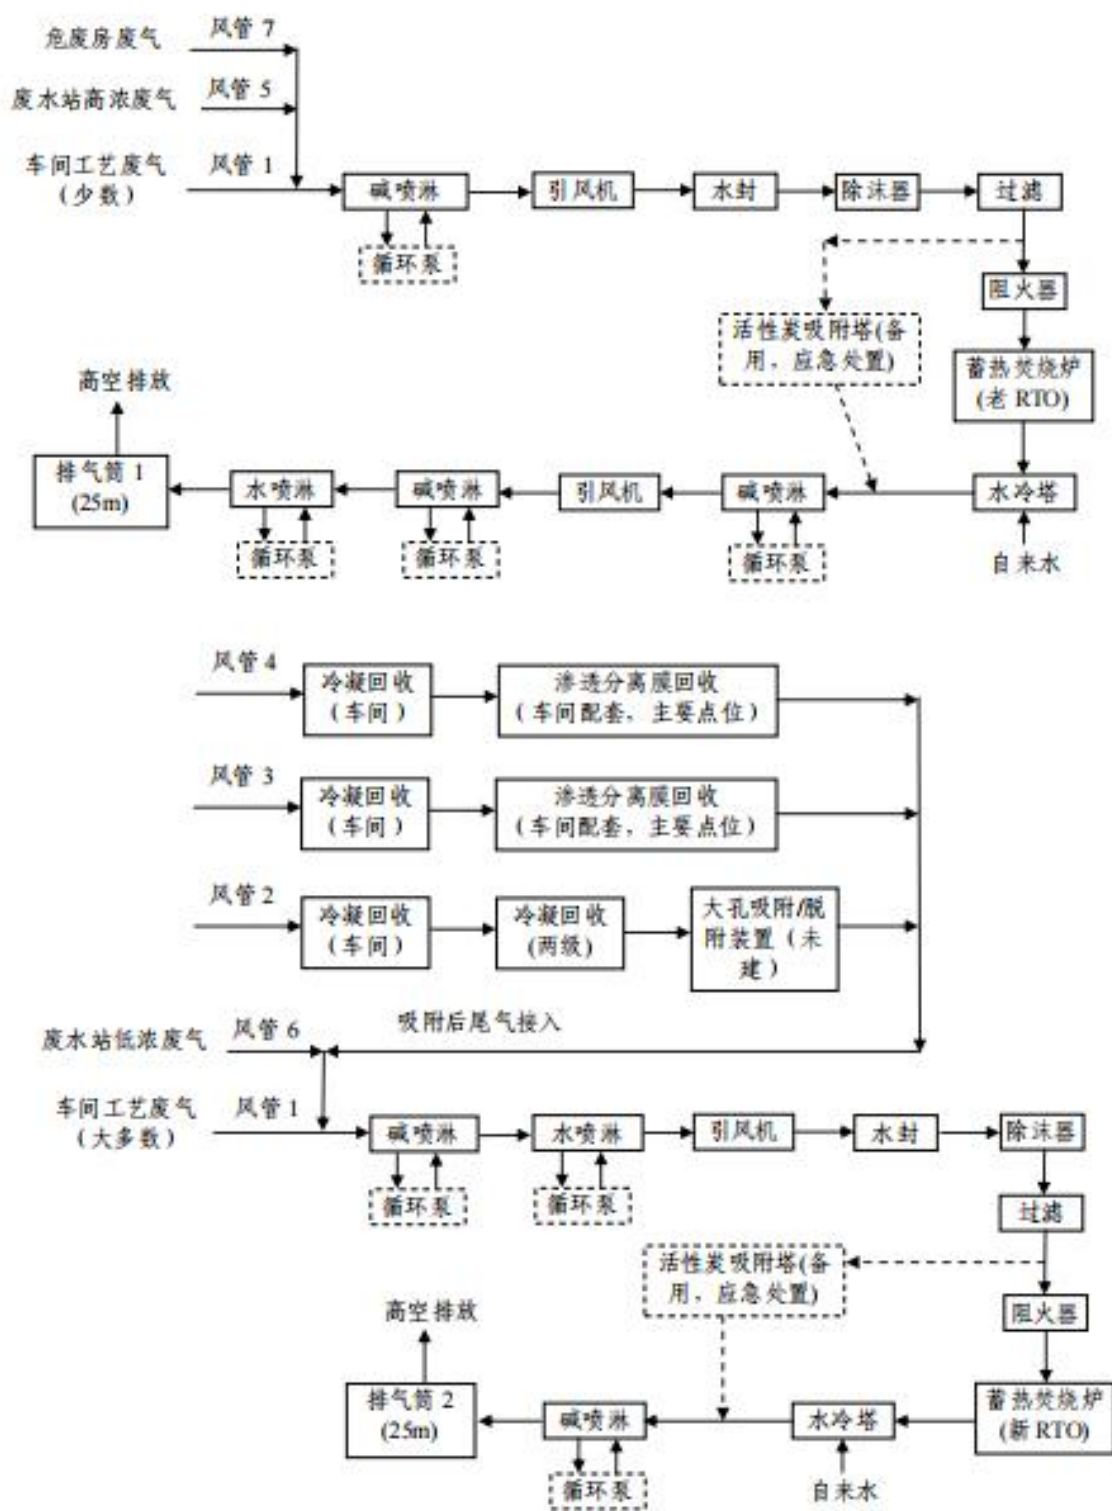 危废房废气
风管 7
废水站高浓废气
风管 5
车间工艺废气
(少数)
风管 1
碱喷淋
引风机
水封
除沫器
过滤
循环泵
阻火器
活性炭吸附塔(备
用，应急处置)
蓄热焚烧炉
(老 RTO)
高空排放
排气筒 1
(25m)
水喷淋
碱喷淋
引风机
碱喷淋
水冷塔
循环泵
循环泵
循环泵
自来水
风管 4
冷凝回收
（车间）
渗透分离膜回收
（车间配套，主要点位）
风管 3
冷凝回收
（车间）
渗透分离膜回收
（车间配套，主要点位）
风管 2
冷凝回收
（车间）
冷凝回收
(两级)
大孔吸附/脱
附装置（未
建）
废水站低浓废气
风管 6
吸附后尾气接入
车间工艺废气
（大多数）
风管 1
碱喷淋
水喷淋
引风机
水封
除沫器
循环泵
循环泵
过滤
活性炭吸附塔(备
用，应急处置)
阻火器
高空排放
排气筒 2
(25m)
碱喷淋
水冷塔
蓄热焚烧炉
(新 RTO)
循环泵
自来水